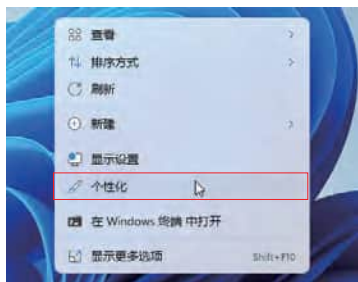 查看
排序方式
刷新
新建
显示设置
个性化
在 Windows 终端 中打开
显示更多选项 Shift+F10